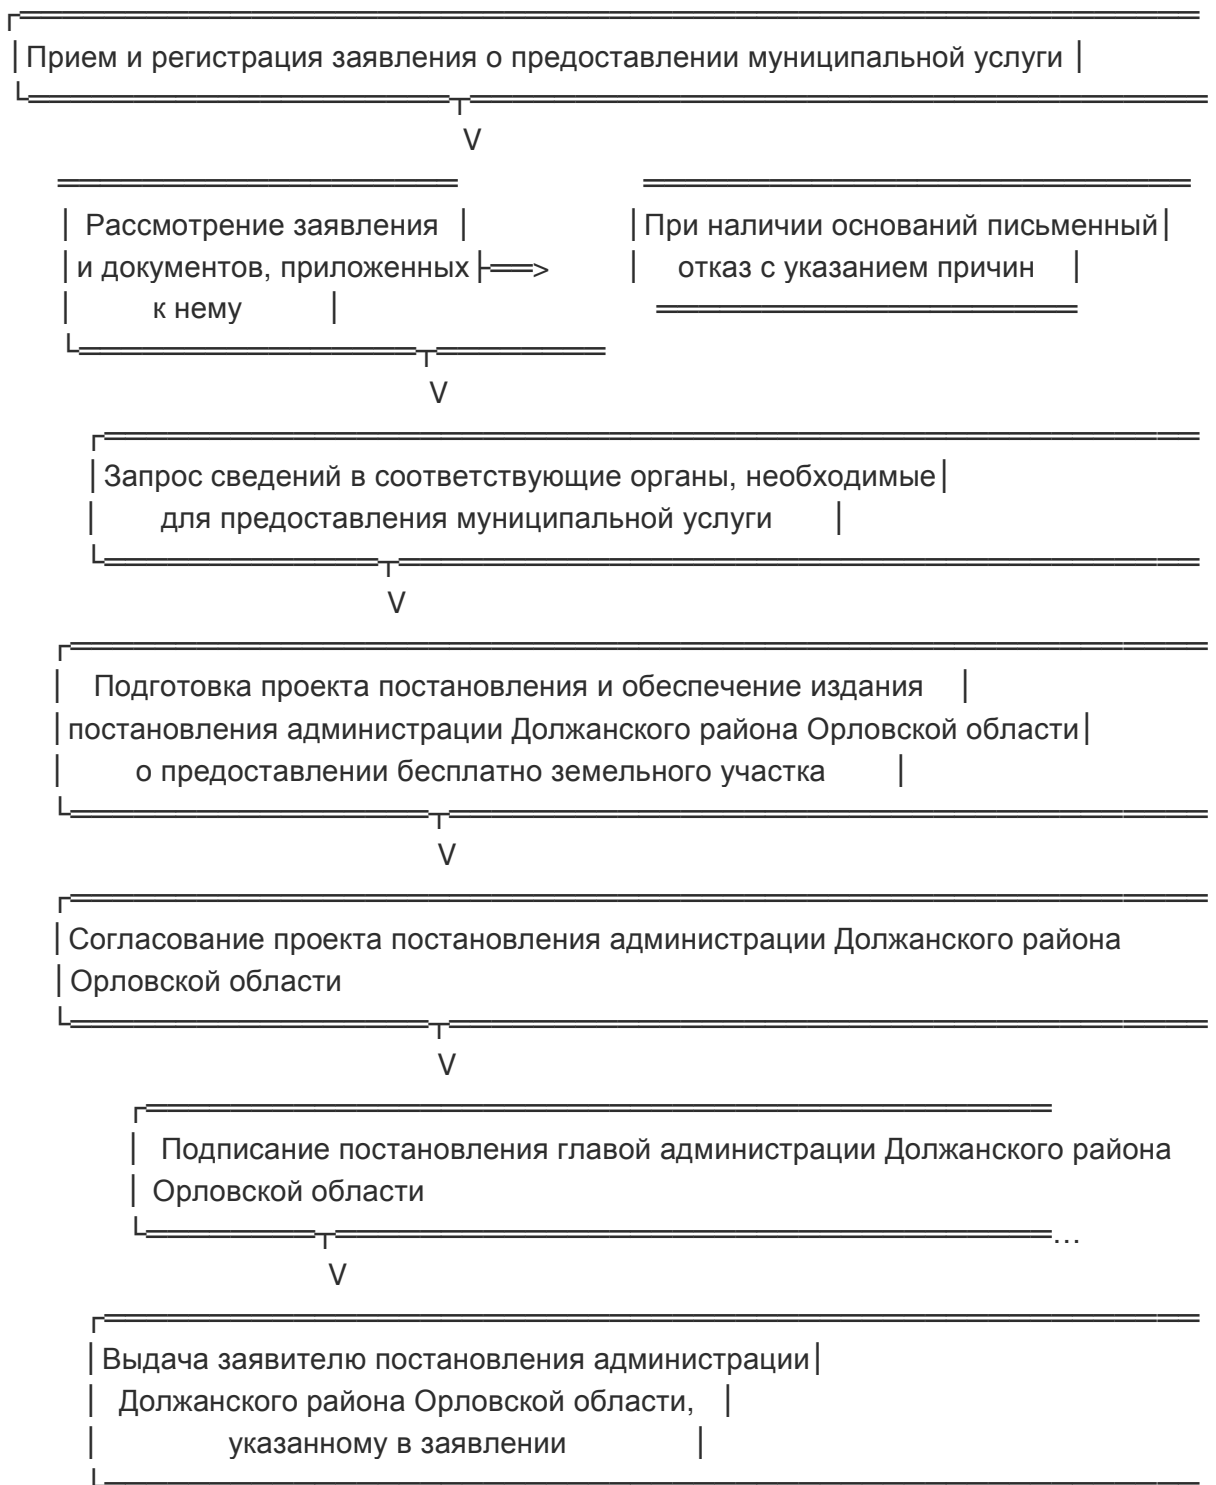 Прием и регистрация заявления о предоставлении муниципальной услуги
V
Рассмотрение заявления
и документов, приложенных
к нему
При наличии оснований письменный
отказ с указанием причин
V
Запрос сведений в соответствующие органы, необходимые
для предоставления муниципальной услуги
V
Подготовка проекта постановления и обеспечение издания
постановления администрации Должанского района Орловской области
о предоставлении бесплатно земельного участка
V
Согласование проекта постановления администрации Должанского района
Орловской области
V
Подписание постановления главой администрации Должанского района
Орловской области
…
V
Выдача заявителю постановления администрации
Должанского района Орловской области,
указанному в заявлении